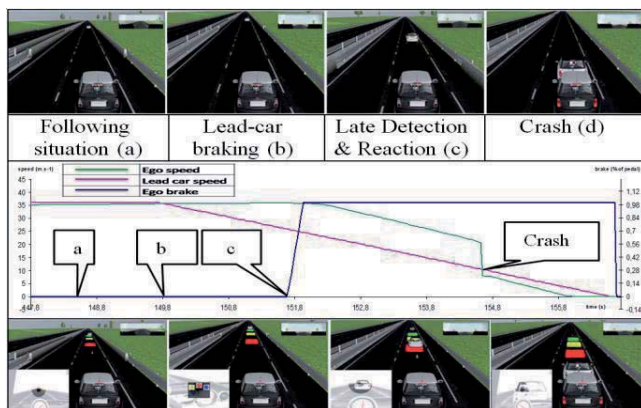 Following
situation (a)
Lead-car
braking (b)
Late Detection
& Reaction (c)
Crash (d)
speed (m.s-1)
Ego speed
Lead car speed
Ego brake
brake (% of pedal)
45
40
35
30
25
20
15
10
5
0
-5
1,12
0,98
0,84
0,7
0,56
0,42
0,28
0,14
0
-0,14
a
b
c
Crash
147,8
148,8
149,8
150,8
151,8
152,8
153,8
154,8
155,8
time (s)